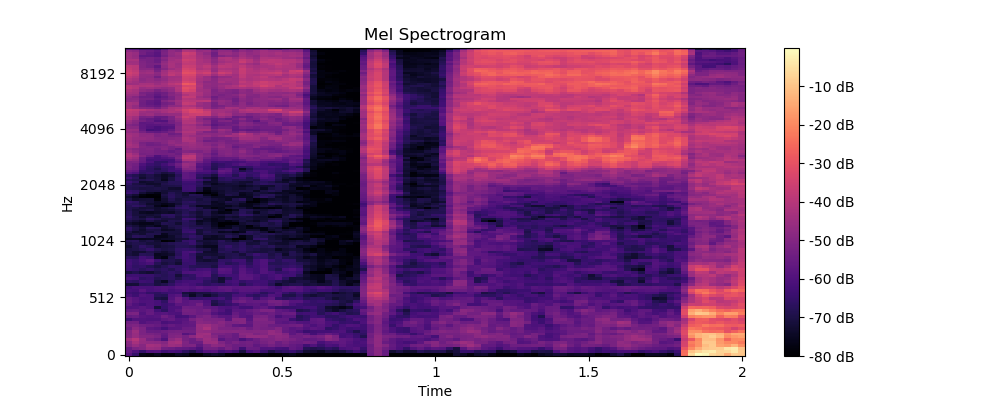 Mel Spectrogram
Hz
8192
4096
2048
1024
512
0
0
0.5
1
1.5
2
Time
-10 dB
-20 dB
-30 dB
-40 dB
-50 dB
-60 dB
-70 dB
-80 dB